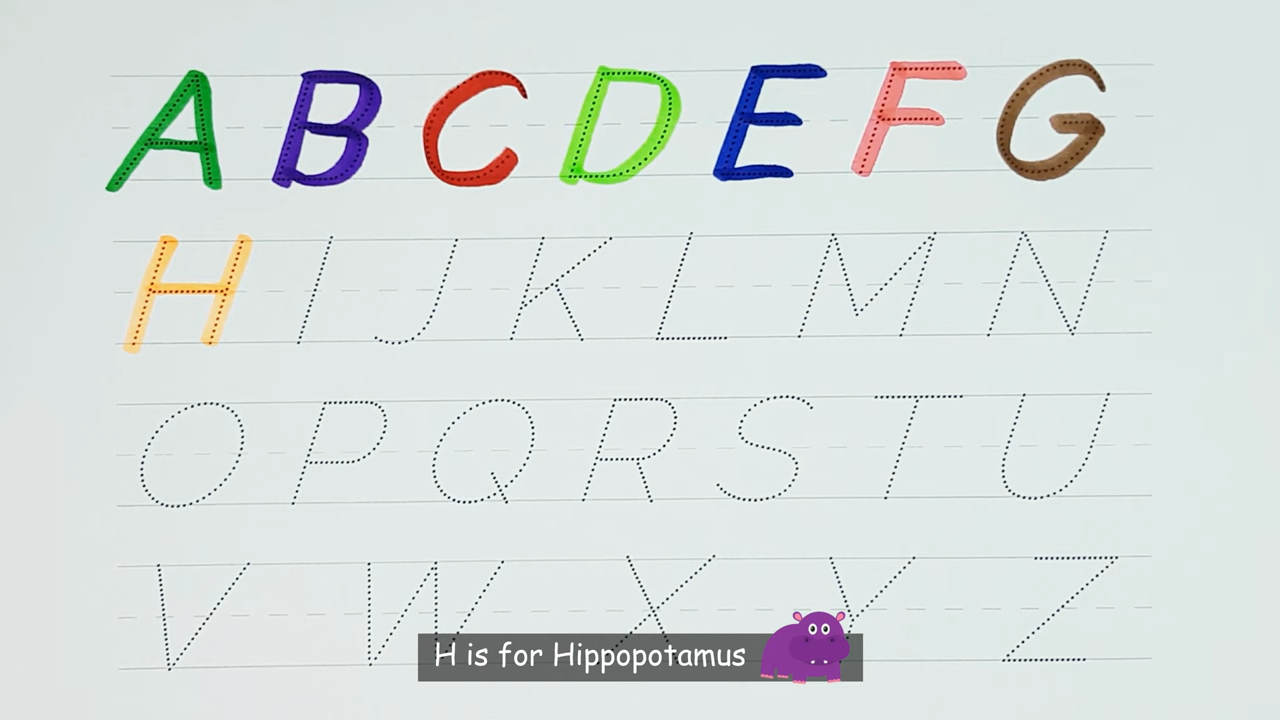 A B C D E F G
H I J K L M N
O P Q R S T U
V W X Y Z
H is for Hippopotamus